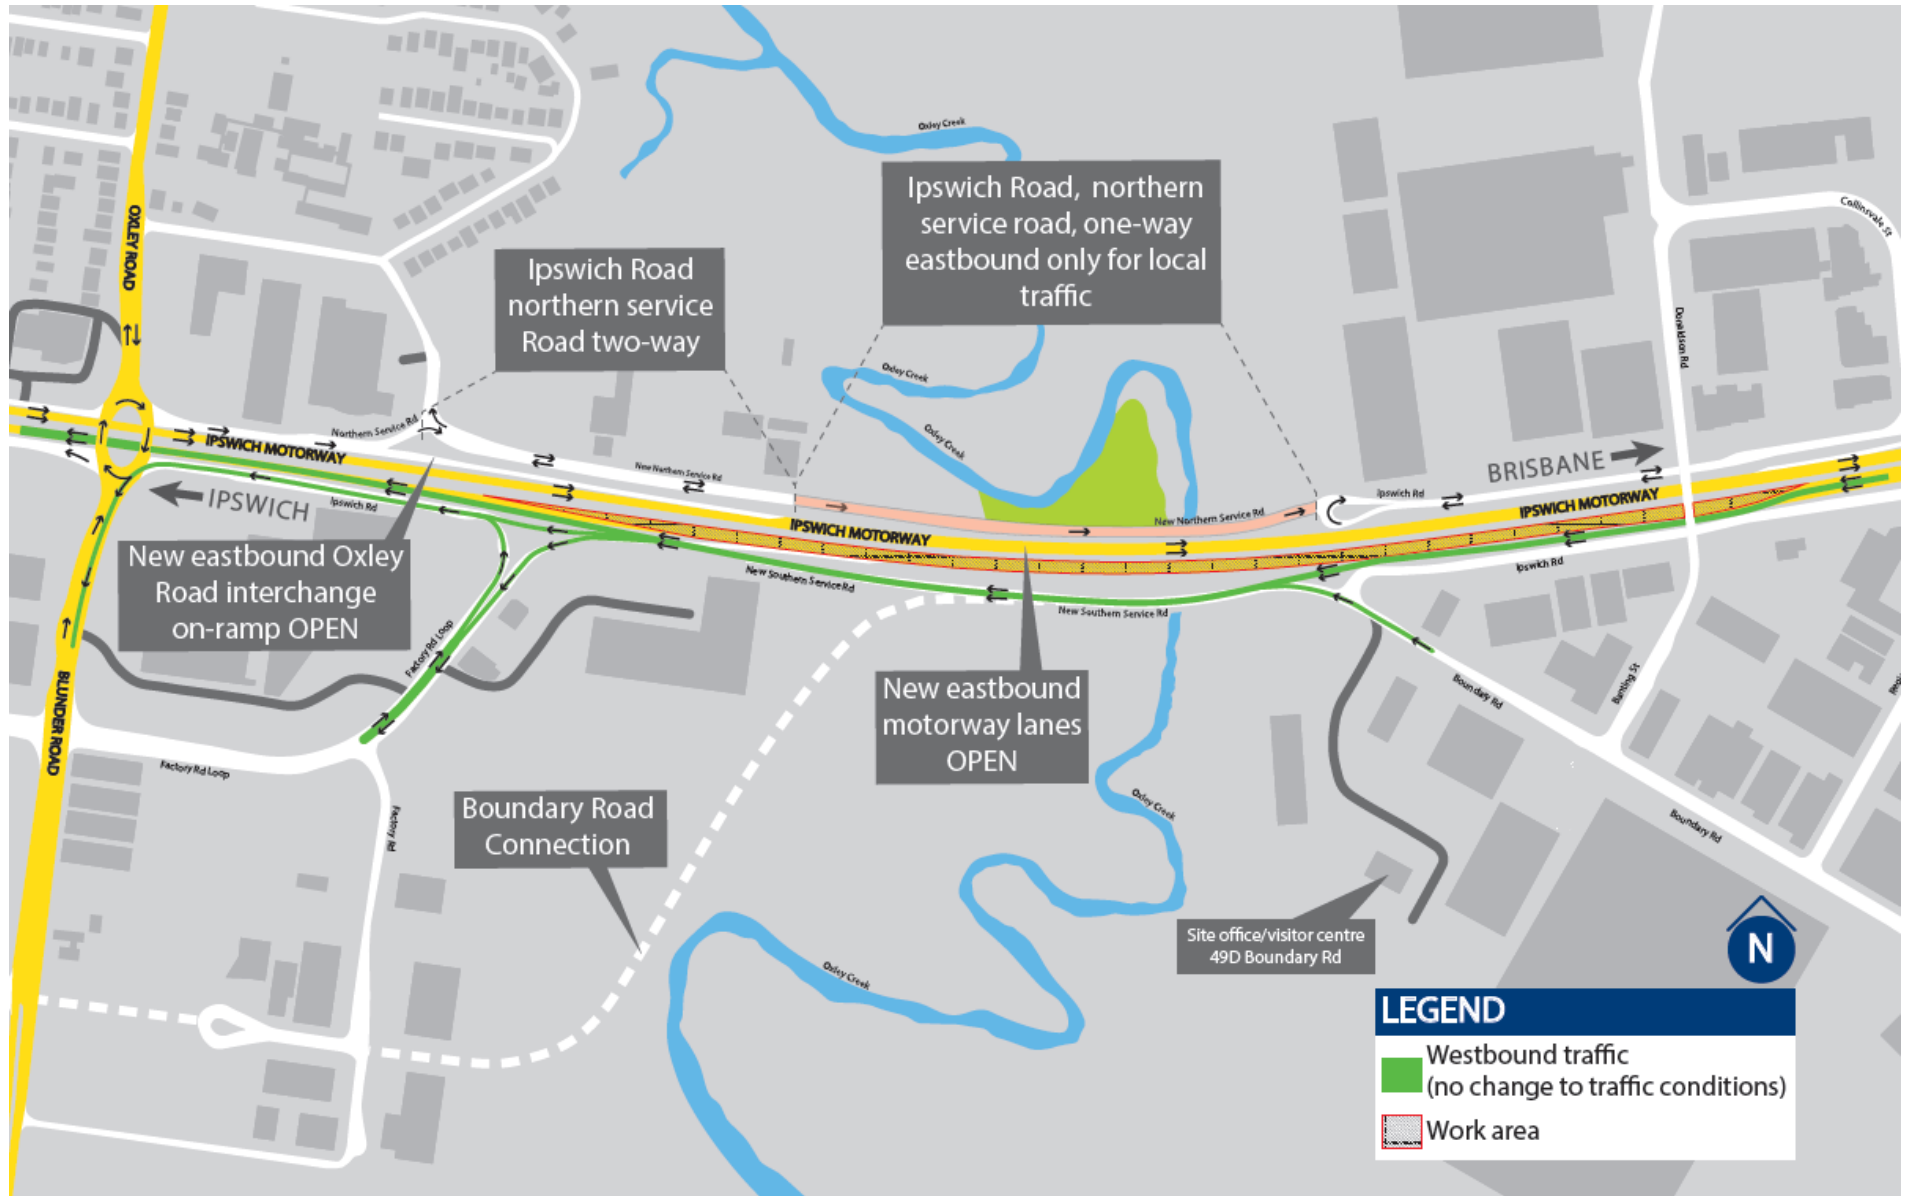 Oxley Creek
Ipswich Road, northern
service road, one-way
eastbound only for local
traffic
Collinsvale St
OXLEY ROAD
Ipswich Road
northern service
Road two-way
Donaldson Rd
Oxley Creek
Northern Service Rd
Oxley Creek
IPSWICH MOTORWAY
New Northern Service Rd
BRISBANE
IPSWICH
Ipswich Rd
Ipswich Rd
IPSWICH MOTORWAY
New Northern Service Rd
IPSWICH MOTORWAY
New eastbound Oxley
Road interchange
on-ramp OPEN
New Southern Service Rd
New Southern Service Rd
Ipswich Rd
Factory Rd Loop
BLUNDER ROAD
New eastbound
motorway lanes
OPEN
Boundary Rd
Banting St
Factory Rd Loop
Factory Rd
Boundary Road
Connection
Oxley Creek
Boundary Rd
Site office/visitor centre
49D Boundary Rd
Oxley Creek
N
LEGEND
Westbound traffic
(no change to traffic conditions)
Work area